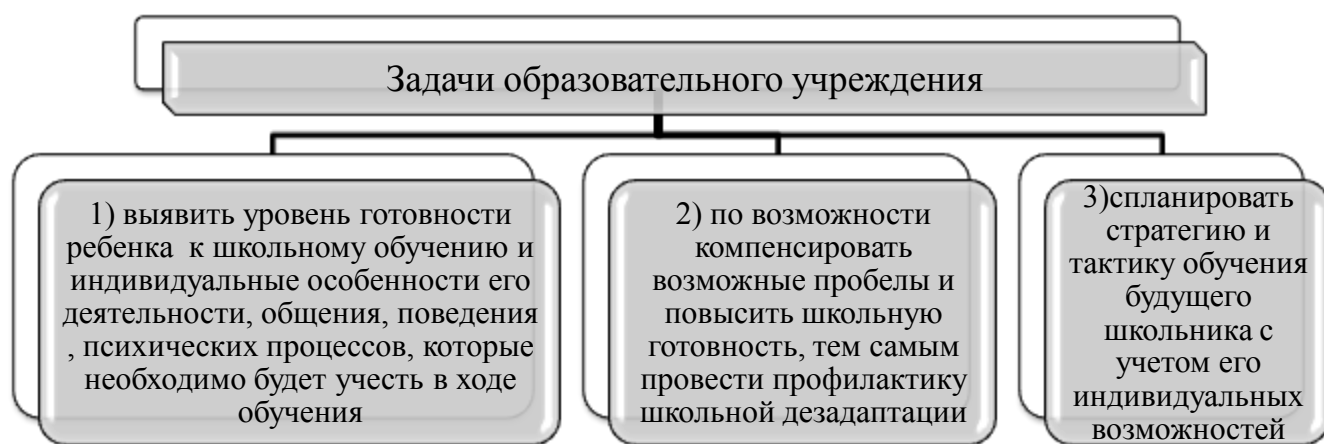 Задачи образовательного учреждения
1) выявить уровень готовности
ребенка к школьному обучению и
индивидуальные особенности его
деятельности, общения, поведения
, психических процессов, которые
необходимо будет учесть в ходе
обучения
2) по возможности
компенсировать
возможные пробелы и
повысить школьную
готовность, тем самым
провести профилактику
школьной дезадаптации
3)спланировать
стратегию и
тактику обучения
будущего
школьника с
учетом его
индивидуальных
возможностей